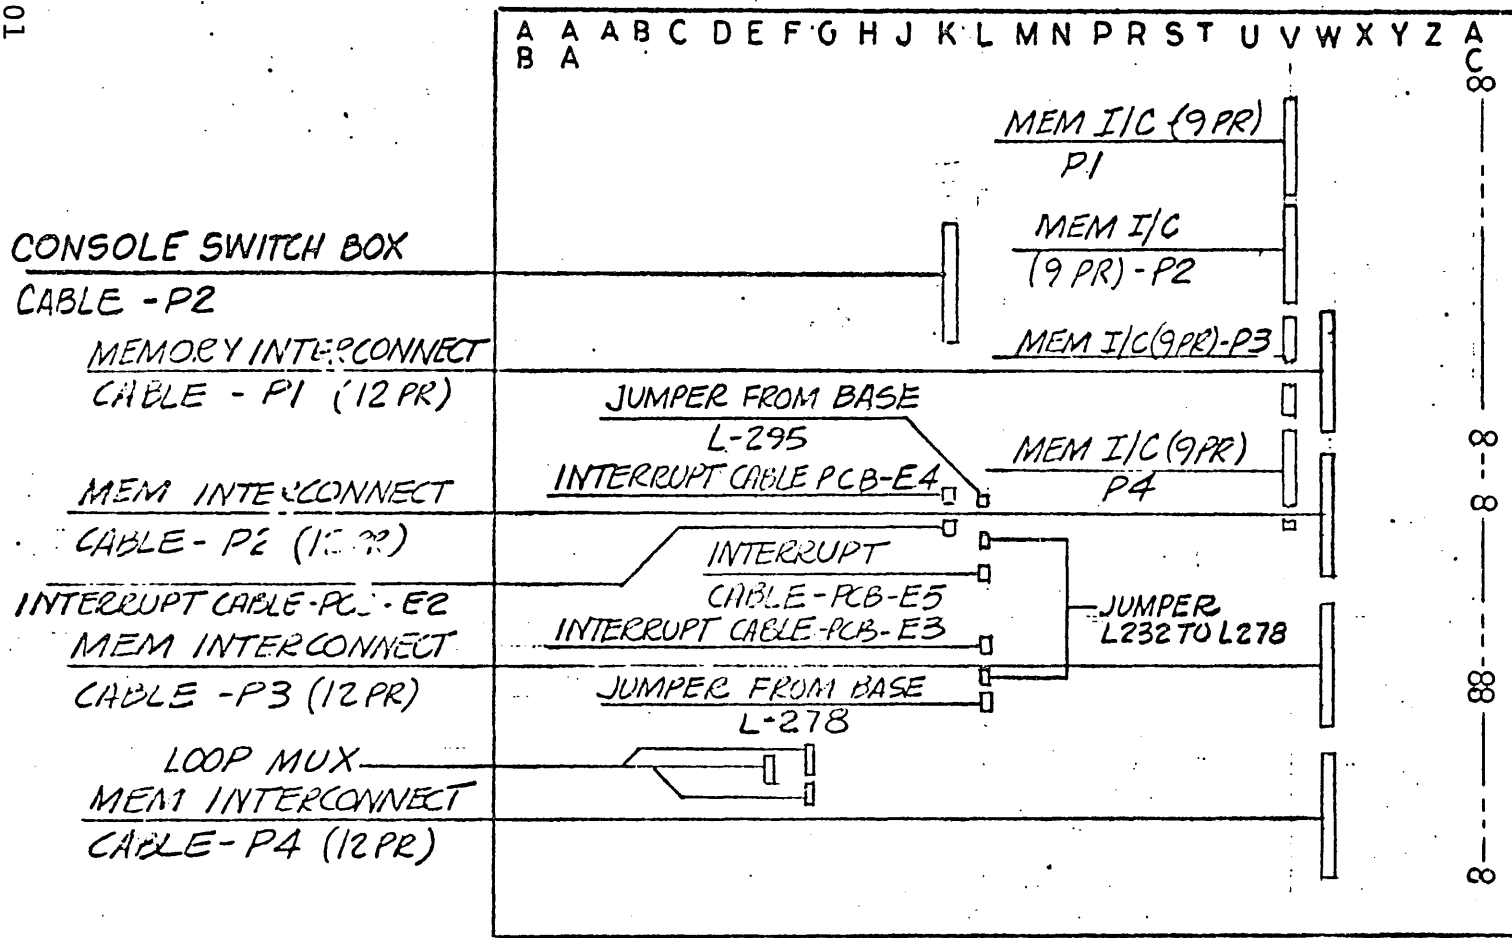 01
A A A B C D E F G H J K L M N P R S T U V W X Y Z A
B A C
MEM I/C (9 PR)
P1
MEM I/C
(9 PR) - P2
CONSOLE SWITCH BOX
CABLE - P2
MEM I/C (9PR)-P3
MEMORY INTERCONNECT
CABLE - P1 (12 PR)
JUMPER FROM BASE
L-295
MEM I/C (9PR)
P4
INTERRUPT CABLE PCB-E4
MEM INTERCONNECT
CABLE - P2
INTERRUPT
CABLE-PCB-E5
INTERRUPT CABLE - E2
JUMPER
L232 TO L278
INTERRUPT CABLE-PCB-E3
MEM INTERCONNECT
CABLE - P3 (12 PR)
JUMPER FROM BASE
L-278
LOOP MUX
MEM INTERCONNECT
CABLE - P4 (12 PR)